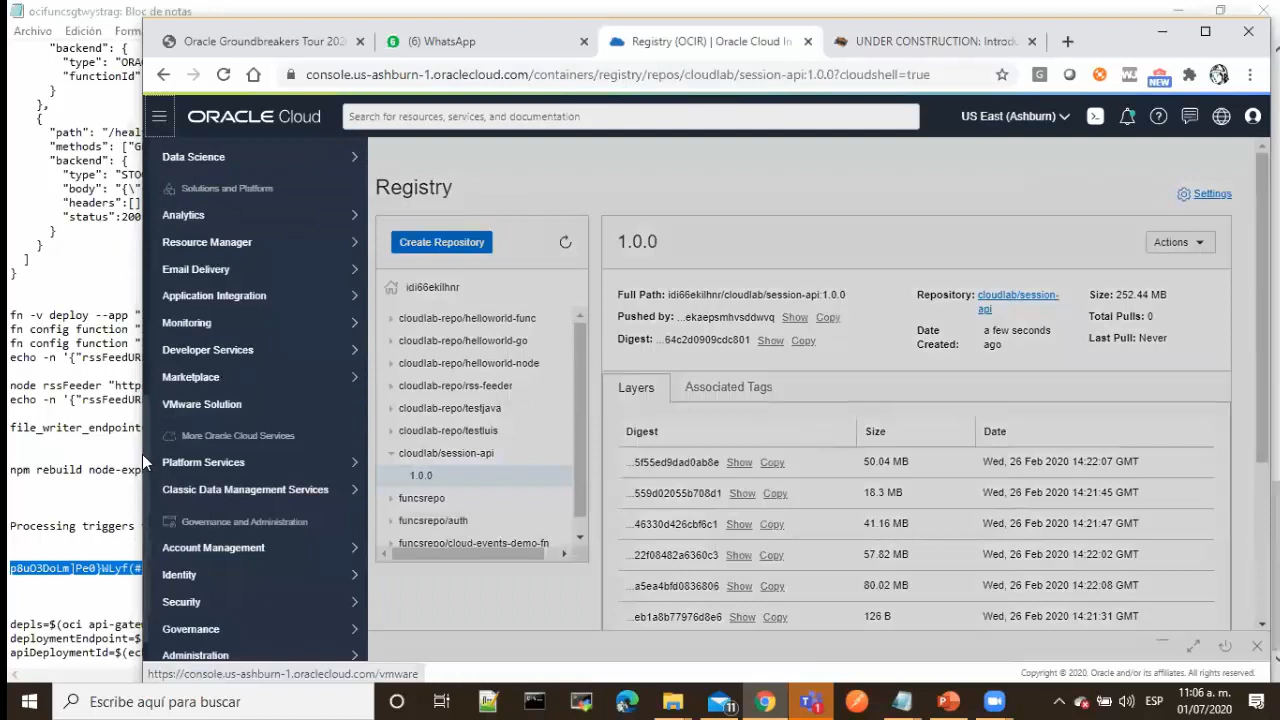 ocifuncsgtwystrag: Bloc de notas
Archivo Edición Form
"backend": {
"type": "ORA
"functionId"
}
},
{
"path": "/heal
"methods": ["G
"backend": {
"type": "STOC
"body": "{\"
"headers":[]
"status":200
}
}
]
}
fn -v deploy --app "
fn config function "
fn config function "
echo -n '{"rssFeedUR
node rssFeeder "http
echo -n '{"rssFeedUR
file_writer_endpoint
npm rebuild node-exp
Processing triggers
p8uO3DoLm]Pe0}WLyf(#
depls=$(oci api-gate
deploymentEndpoint=$
apiDeploymentId=$(ec
Oracle Groundbreakers Tour 202
(6) WhatsApp
Registry (OCIR) | Oracle Cloud In
UNDER CONSTRUCTION: Introdu
console.us-ashburn-1.oraclecloud.com/containers/registry/repos/cloudlab/session-api:1.0.0?cloudshell=true
NEW
ORACLE Cloud
Search for resources, services, and documentation
US East (Ashburn)
Data Science
Solutions and Platform
Analytics
Resource Manager
Email Delivery
Application Integration
Monitoring
Developer Services
Marketplace
VMware Solution
More Oracle Cloud Services
Platform Services
Classic Data Management Services
Governance and Administration
Account Management
Identity
Security
Governance
Administration
Registry
Settings
Create Repository
idi66ekilhnr
cloudlab-repo/helloworld-func
cloudlab-repo/helloworld-go
cloudlab-repo/helloworld-node
cloudlab-repo/rss-feeder
cloudlab-repo/testjava
cloudlab-repo/testluis
cloudlab/session-api
1.0.0
funcsrepo
funcsrepo/auth
funcsrepo/cloud-events-demo-fn
1.0.0
Actions
Full Path: idi66ekilhnr/cloudlab/session-api:1.0.0
Pushed by: ...ekaepsmhvsddwvq Show Copy
Digest: ...64c2d0909cdc801 Show Copy
Repository: cloudlab/session-api
Date Created: a few seconds ago
Size: 252.44 MB
Total Pulls: 0
Last Pull: Never
Layers Associated Tags
Digest Size Date
...5f55ed9dad0ab8e Show Copy 50.04 MB Wed, 26 Feb 2020 14:22:07 GMT
...559d02055b708d1 Show Copy 18.3 MB Wed, 26 Feb 2020 14:21:45 GMT
...46330d426cbf6c1 Show Copy 41.16 MB Wed, 26 Feb 2020 14:21:47 GMT
...22f08482a6360c3 Show Copy 57.82 MB Wed, 26 Feb 2020 14:22:08 GMT
...a5ea4bfd0836806 Show Copy 80.02 MB Wed, 26 Feb 2020 14:22:08 GMT
...eb1a8b77976d8e6 Show Copy 126 B Wed, 26 Feb 2020 14:21:31 GMT
https://console.us-ashburn-1.oraclecloud.com/vmware
Copyright © 2020, Oracle and/or its affiliates. All rights reserved.
Escribe aquí para buscar
11
1
ESP
11:06 a. m.
01/07/2020